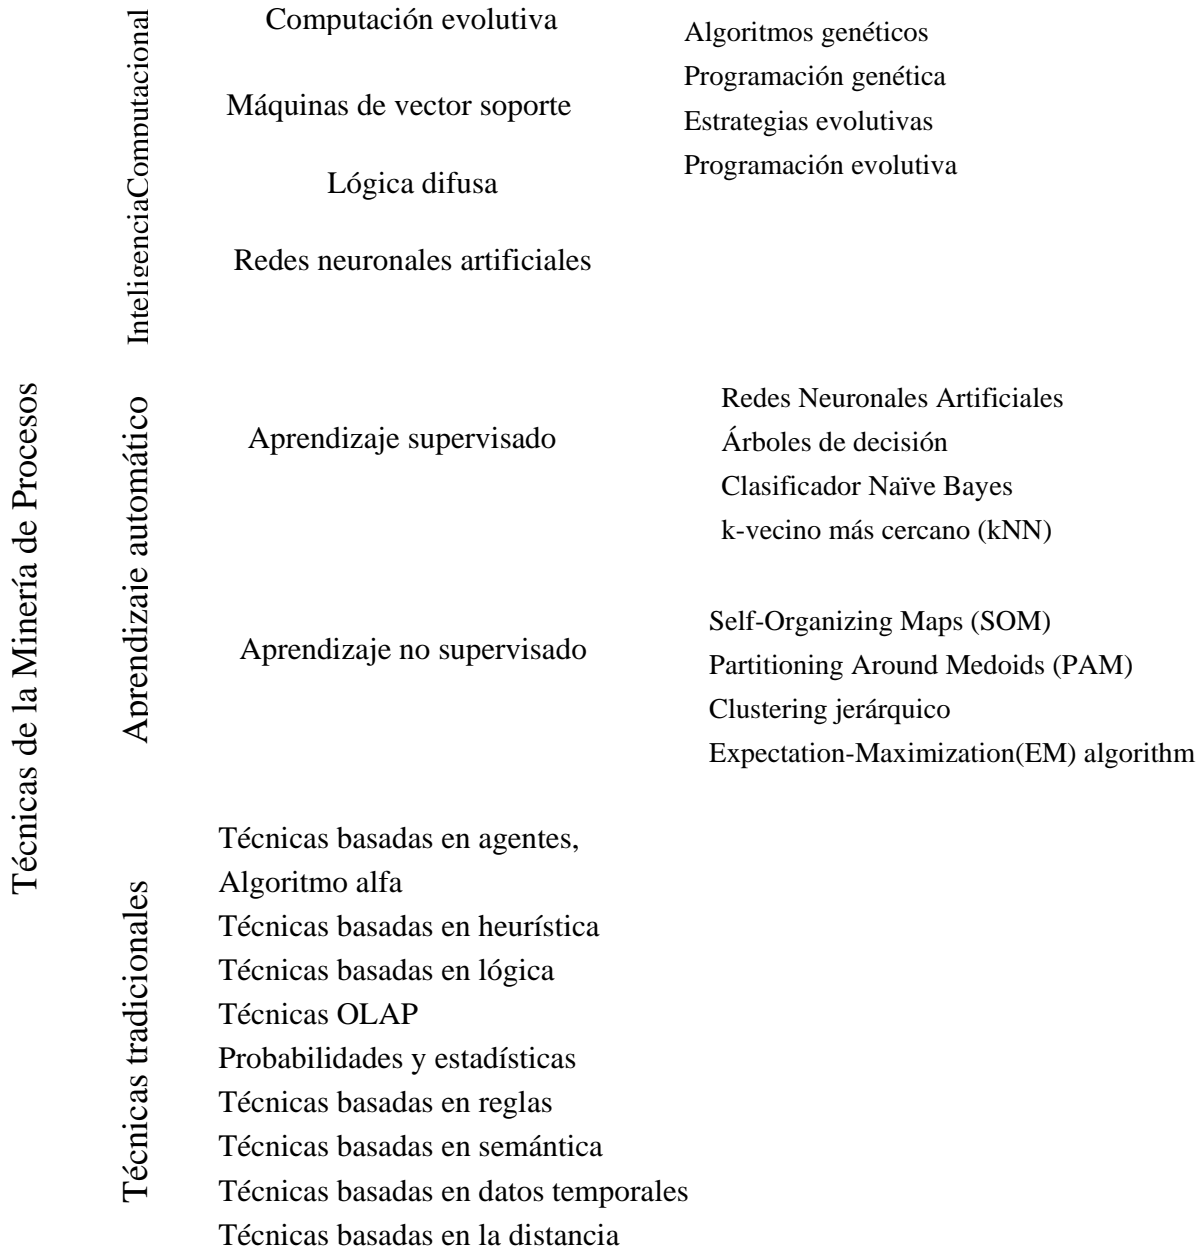 Técnicas de la Minería de Procesos
InteligenciaComputacional
Computación evolutiva
Algoritmos genéticos
Programación genética
Estrategias evolutivas
Programación evolutiva
Máquinas de vector soporte
Lógica difusa
Redes neuronales artificiales
Aprendizaje automático
Aprendizaje supervisado
Redes Neuronales Artificiales
Árboles de decisión
Clasificador Naïve Bayes
k-vecino más cercano (kNN)
Aprendizaje no supervisado
Self-Organizing Maps (SOM)
Partitioning Around Medoids (PAM)
Clustering jerárquico
Expectation-Maximization(EM) algorithm
Técnicas tradicionales
Técnicas basadas en agentes,
Algoritmo alfa
Técnicas basadas en heurística
Técnicas basadas en lógica
Técnicas OLAP
Probabilidades y estadísticas
Técnicas basadas en reglas
Técnicas basadas en semántica
Técnicas basadas en datos temporales
Técnicas basadas en la distancia